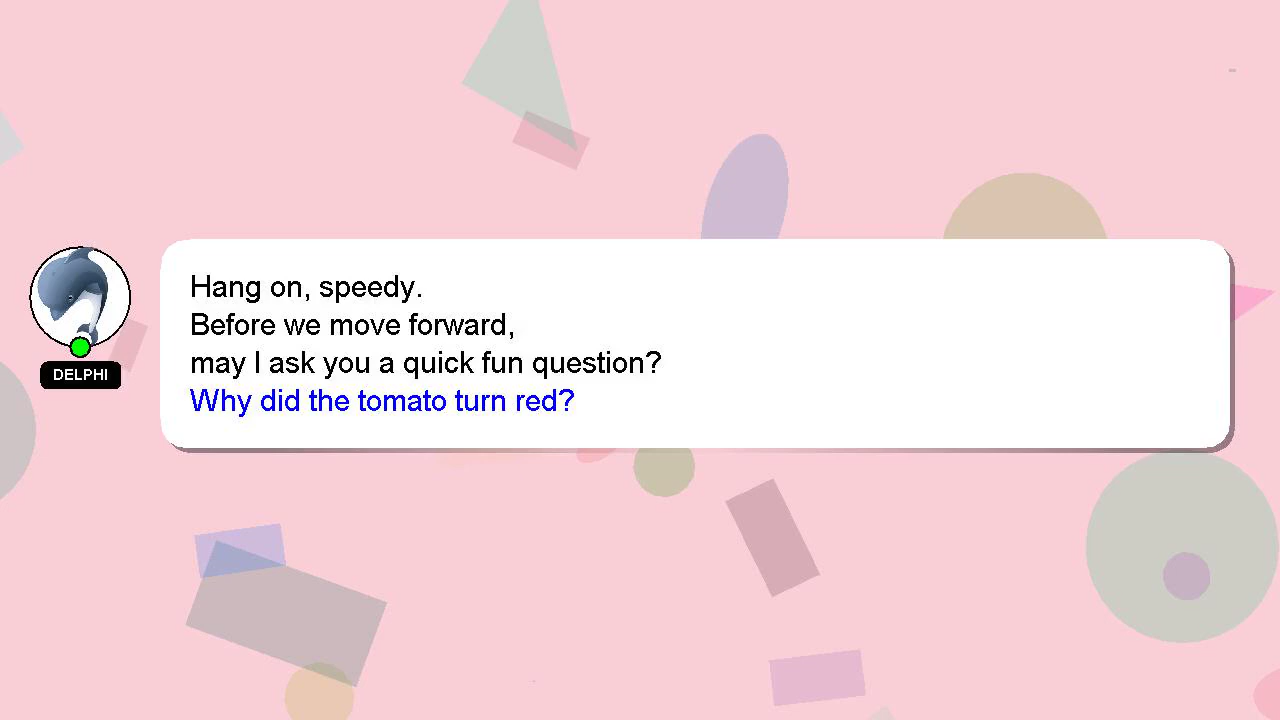 Hang on, speedy.
Before we move forward,
may I ask you a quick fun question?
Why did the tomato turn red?
DELPHI